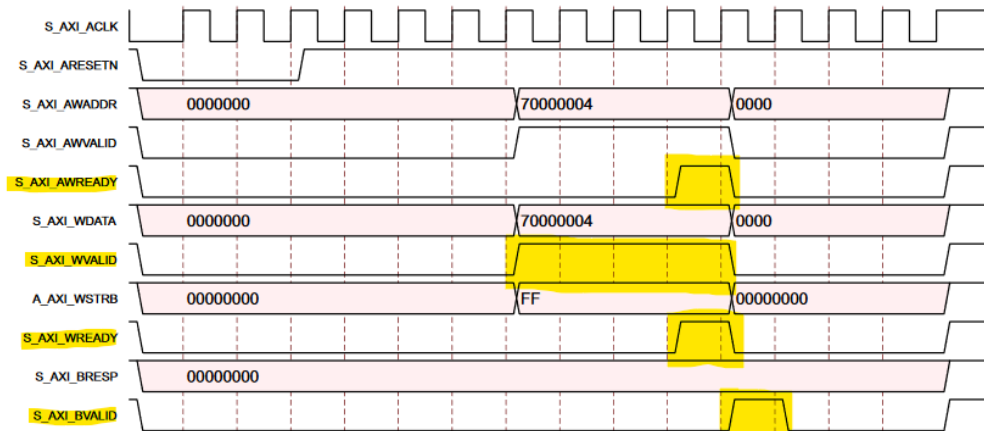 S_AXI_ACLK
S_AXI_ARESETN
S_AXI_AWADDR 0000000 70000004 0000
S_AXI_AWVALID
S_AXI_AWREADY
S_AXI_WDATA 0000000 70000004 0000
S_AXI_WVALID
A_AXI_WSTRB 00000000 FF 00000000
S_AXI_WREADY
S_AXI_BRESP 00000000
S_AXI_BVALID